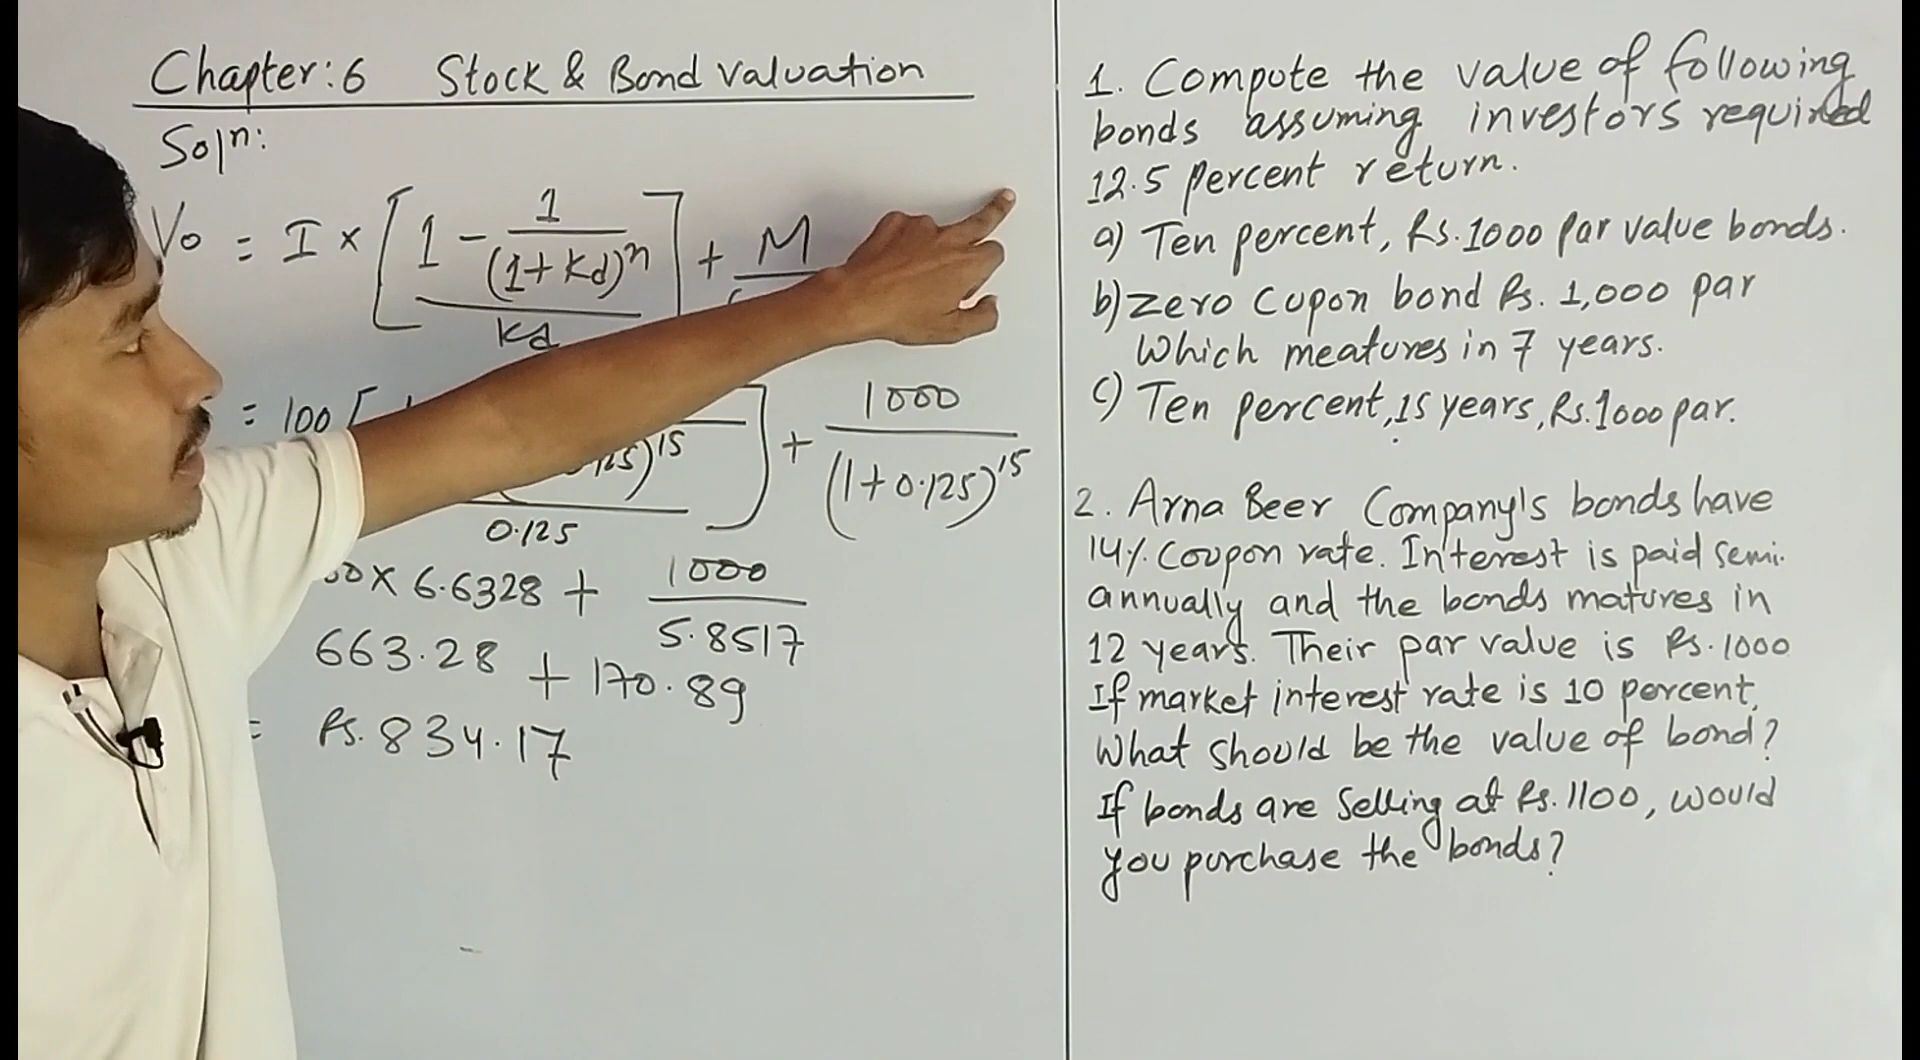 Chapter:6 Stock & Bond Valuation
Solⁿ:
Vo = I × [1 - 1/(1+Kd)ⁿ / Kd] + M
= 100 [ )¹⁵ / 0.125 ] + 1000/(1+0.125)¹⁵
× 6.6328 + 1000/5.8517
663.28 + 170.89
= Rs. 834.17
1. Compute the value of following
bonds assuming investors required
12.5 percent return.
a) Ten percent, Rs.1000 par value bonds.
b) Zero Cupon bond Rs. 1,000 par
Which meatures in 7 years.
c) Ten percent, 15 years, Rs.1000 par.
2. Arna Beer Company's bonds have
14%. Coupon rate. Interest is paid semi.
annually and the bonds matures in
12 years. Their par value is Rs.1000
If market interest rate is 10 percent,
What should be the value of bond?
If bonds are Selling at Rs.1100, would
you purchase the bonds?